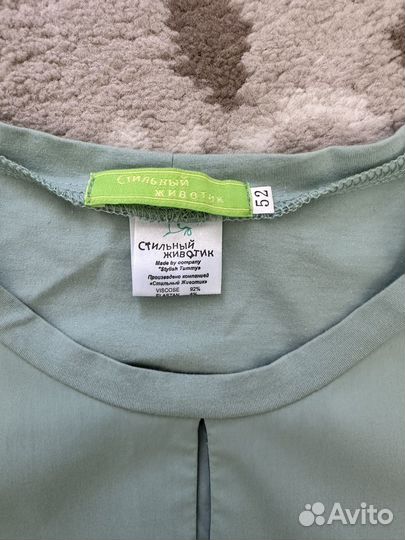 Стильный
животик
52
Стильный
животик
Made by company
"Stylish Tummy"
Произведено компанией
«Стильный Животик»
VISCOSE 92%
ELASTAN
Avito